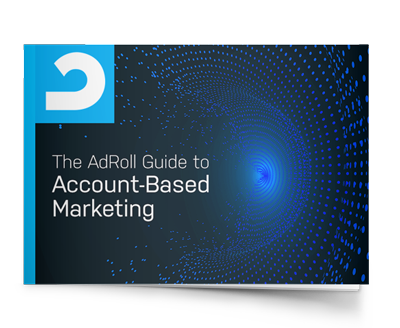 The AdRoll Guide to
Account-Based
Marketing